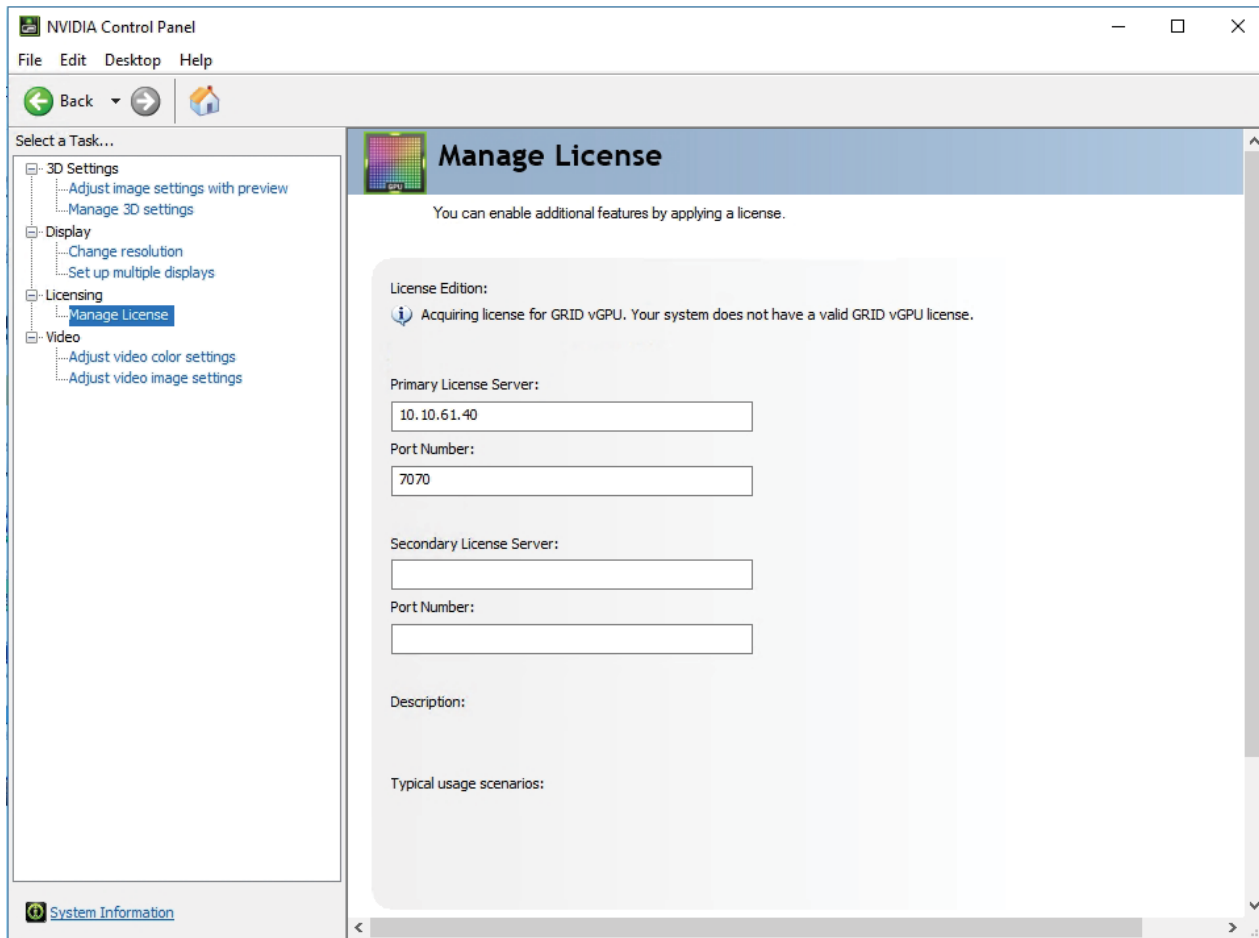 NVIDIA Control Panel
File Edit Desktop Help
Back
Select a Task...
3D Settings
Adjust image settings with preview
Manage 3D settings
Display
Change resolution
Set up multiple displays
Licensing
Manage License
Video
Adjust video color settings
Adjust video image settings
System Information
GPU
Manage License
You can enable additional features by applying a license.
License Edition:
Acquiring license for GRID vGPU. Your system does not have a valid GRID vGPU license.
Primary License Server:
10.10.61.40
Port Number:
7070
Secondary License Server:
Port Number:
Description:
Typical usage scenarios: